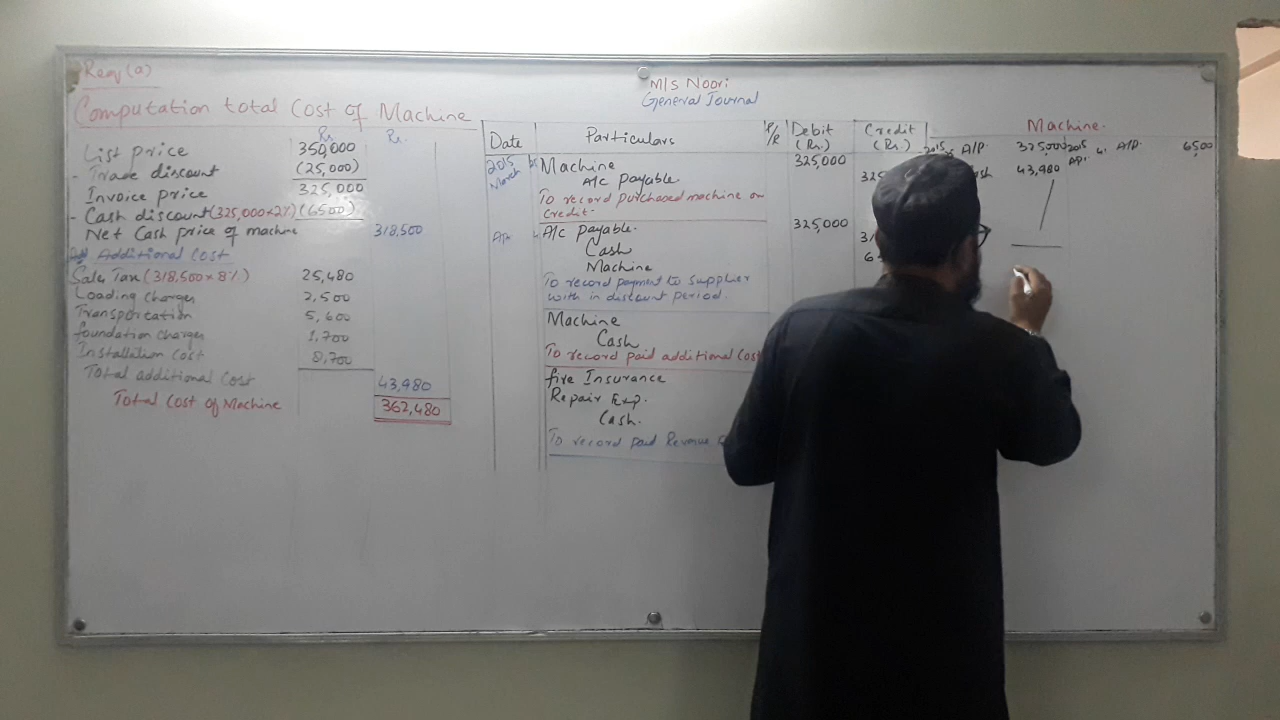 Req (a)
Computation total Cost of Machine
Rs. Rs.
List price 350,000
- Trade discount (25,000)
Invoice price 325,000
- Cash discount (325,000×2%) (6500)
Net Cash price of machine 318,500
Additional Cost
Sales Tax (318,500×8%) 25,480
Loading charges 2,500
Transportation 5,600
foundation charges 1,700
Installtion Cost 8,700
Total additional Cost 43,980
Total Cost of Machine 362,480
M/s Noori
General Journal
Date Particulars P/R Debit (Rs.) Credit (Rs.)
2015 March Machine 325,000
A/c Payable. 325
To record purchased machine on
Credit.
A/c Payable. 325,000
Cash
Machine
To record payment to supplier
with in discount period.
Machine
Cash
To record paid additional Cost
fire Insurance
Repair Exp.
Cash.
To record paid Revenue
Machine.
2015 A/P. 325,000 2015 A/P. 6500
43,980